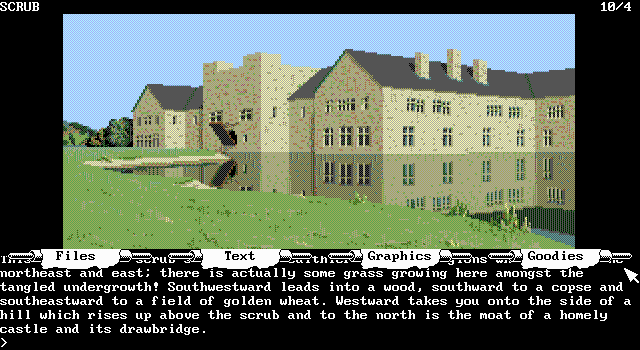 SCRUB 10/4
Files Text Graphics Goodies
northeast and east; there is actually some grass growing here amongst the
tangled undergrowth! Southwestward leads into a wood, southward to a copse and
southeastward to a field of golden wheat. Westward takes you onto the side of a
hill which rises up above the scrub and to the north is the moat of a homely
castle and its drawbridge.
>